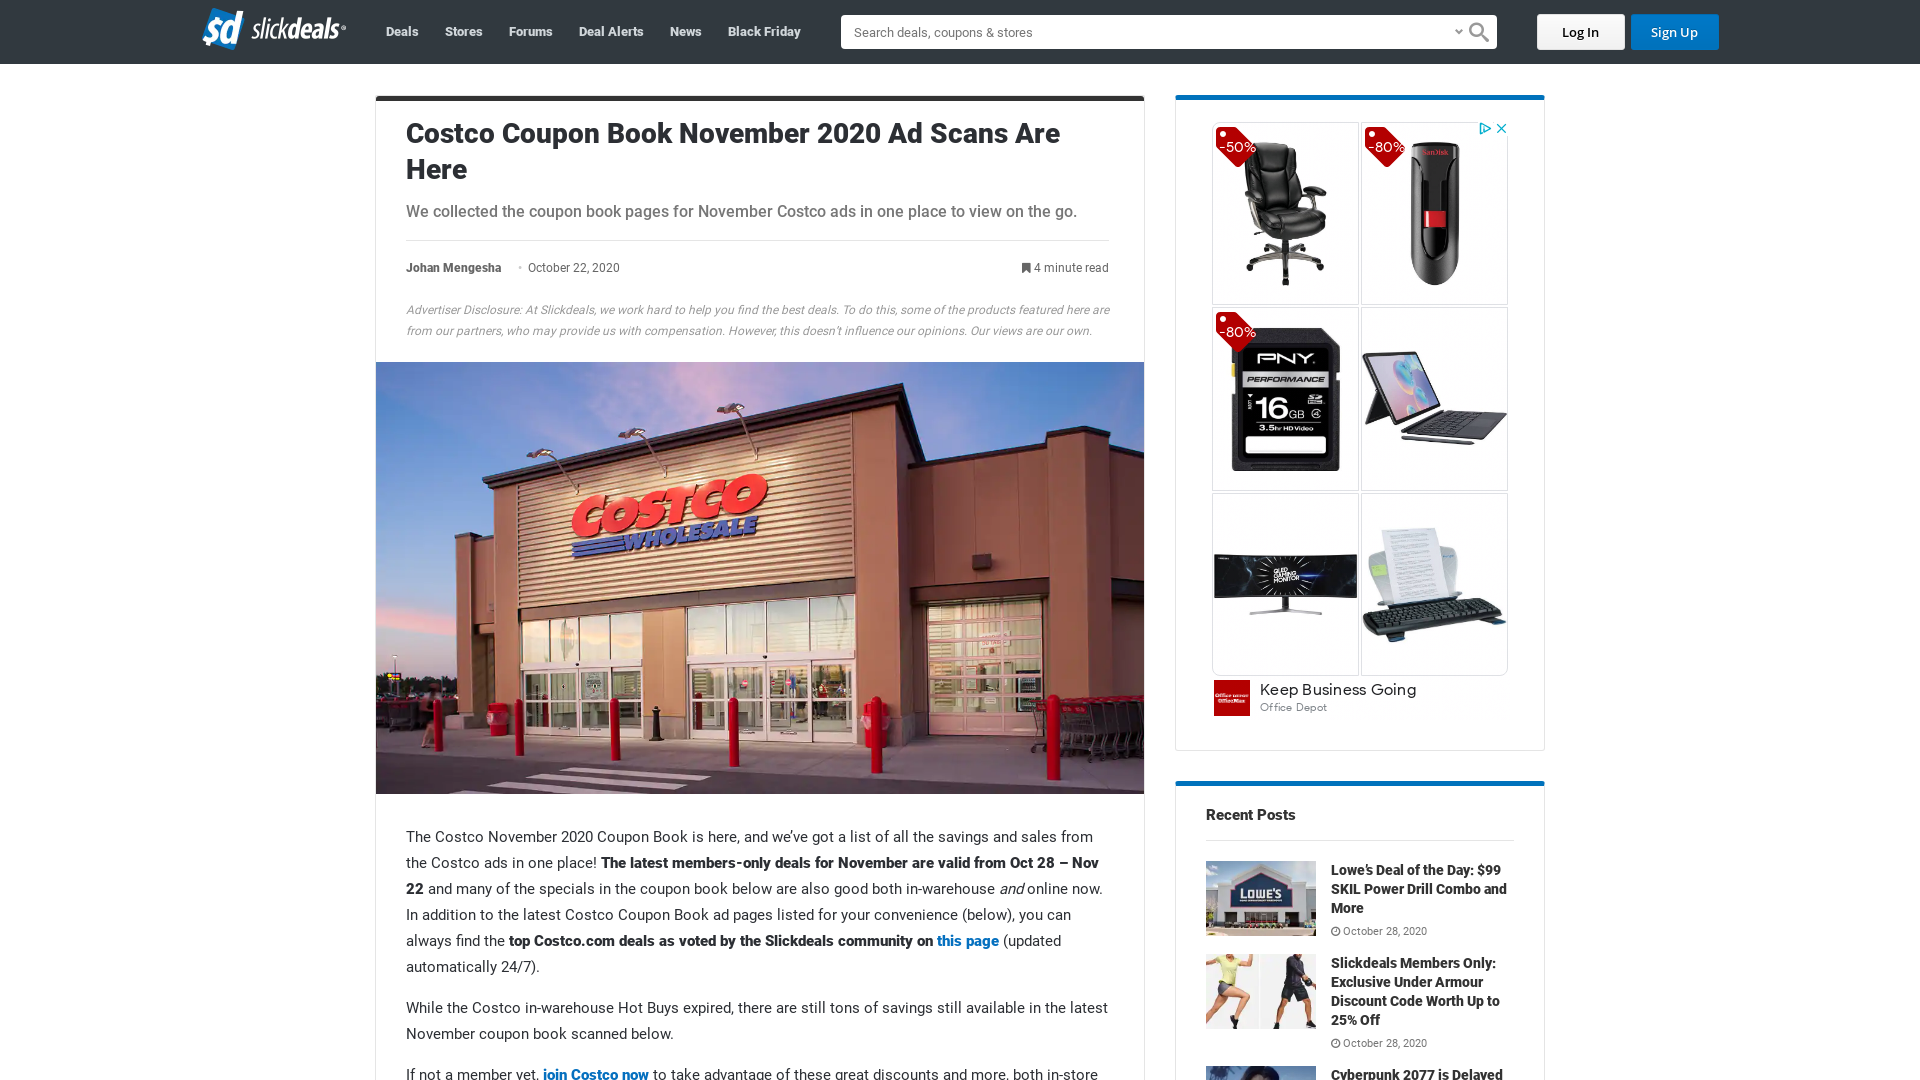 slickdeals
Deals
Stores
Forums
Deal Alerts
News
Black Friday
Search deals, coupons & stores
Log In
Sign Up
Costco Coupon Book November 2020 Ad Scans Are
Here
We collected the coupon book pages for November Costco ads in one place to view on the go.
Johan Mengesha
• October 22, 2020
4 minute read
Advertiser Disclosure: At Slickdeals, we work hard to help you find the best deals. To do this, some of the products featured here are
from our partners, who may provide us with compensation. However, this doesn’t influence our opinions. Our views are our own.
COSTCO
WHOLESALE
The Costco November 2020 Coupon Book is here, and we’ve got a list of all the savings and sales from
the Costco ads in one place! The latest members-only deals for November are valid from Oct 28 – Nov
22 and many of the specials in the coupon book below are also good both in-warehouse and online now.
In addition to the latest Costco Coupon Book ad pages listed for your convenience (below), you can
always find the top Costco.com deals as voted by the Slickdeals community on this page (updated
automatically 24/7).
While the Costco in-warehouse Hot Buys expired, there are still tons of savings still available in the latest
November coupon book scanned below.
If not a member yet, join Costco now to take advantage of these great discounts and more, both in-store
-50%
-80%
SanDisk
-80%
PNY
PERFORMANCE
16GB
3.5hr HD Video
QLED
GAMING
MONITOR
Office DEPOT
OfficeMax
Keep Business Going
Office Depot
Recent Posts
LOWE'S
Lowe’s Deal of the Day: $99
SKIL Power Drill Combo and
More
October 28, 2020
Slickdeals Members Only:
Exclusive Under Armour
Discount Code Worth Up to
25% Off
October 28, 2020
Cyberpunk 2077 is Delayed